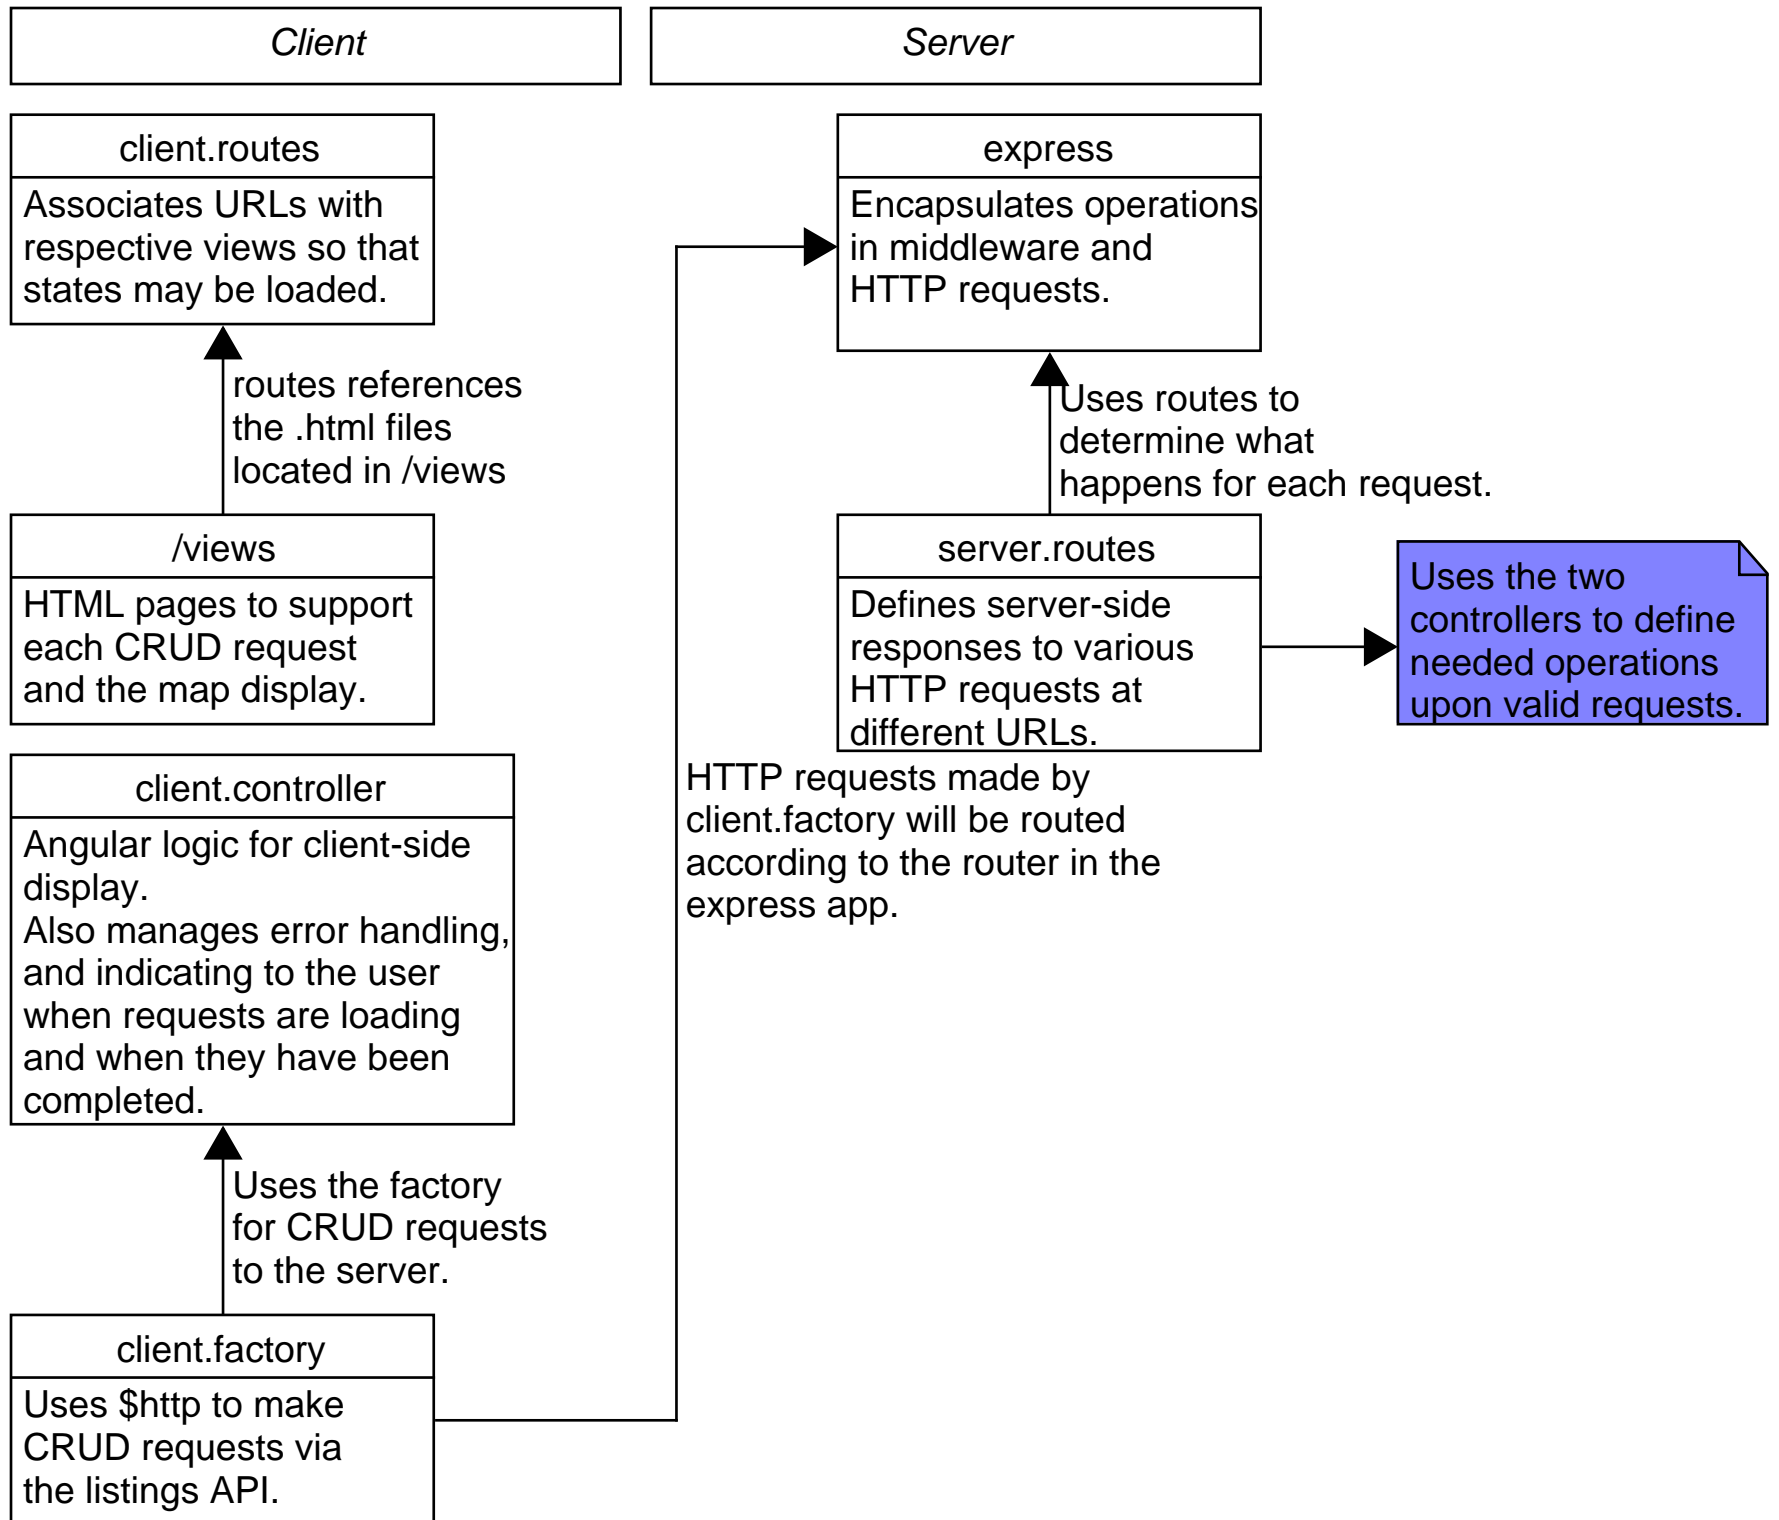 Client
Server
client.routes
Associates URLs with
respective views so that
states may be loaded.
routes references
the .html files
located in /views
/views
HTML pages to support
each CRUD request
and the map display.
client.controller
Angular logic for client-side
display.
Also manages error handling,
and indicating to the user
when requests are loading
and when they have been
completed.
Uses the factory
for CRUD requests
to the server.
client.factory
Uses $http to make
CRUD requests via
the listings API.
express
Encapsulates operations
in middleware and
HTTP requests.
Uses routes to
determine what
happens for each request.
server.routes
Defines server-side
responses to various
HTTP requests at
different URLs.
Uses the two
controllers to define
needed operations
upon valid requests.
HTTP requests made by
client.factory will be routed
according to the router in the
express app.